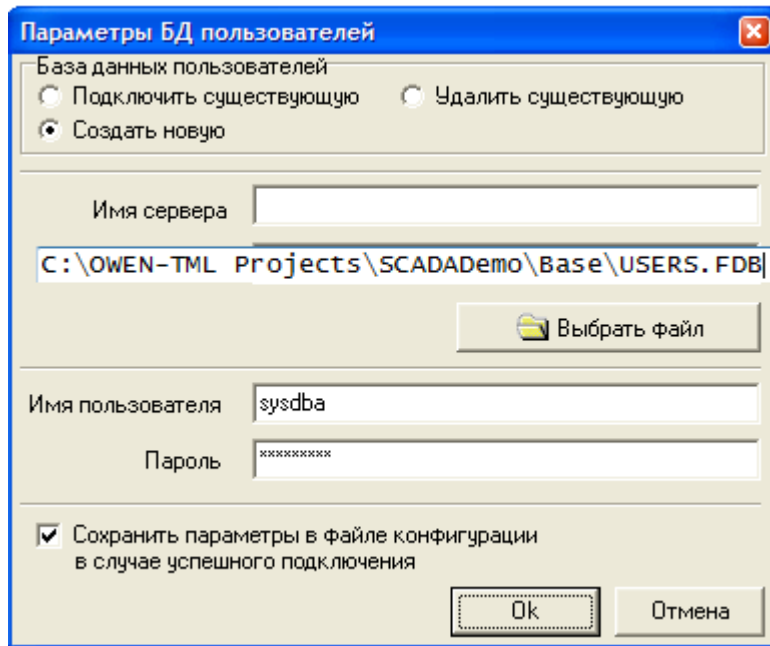 Параметры БД пользователей
База данных пользователей
Подключить существующую Удалить существующую
Создать новую
Имя сервера
C:\OWEN-TML Projects\SCADADemo\Base\USERS.FDB
Выбрать файл
Имя пользователя sysdba
Пароль *********
Сохранить параметры в файле конфигурации
в случае успешного подключения
Ok Отмена